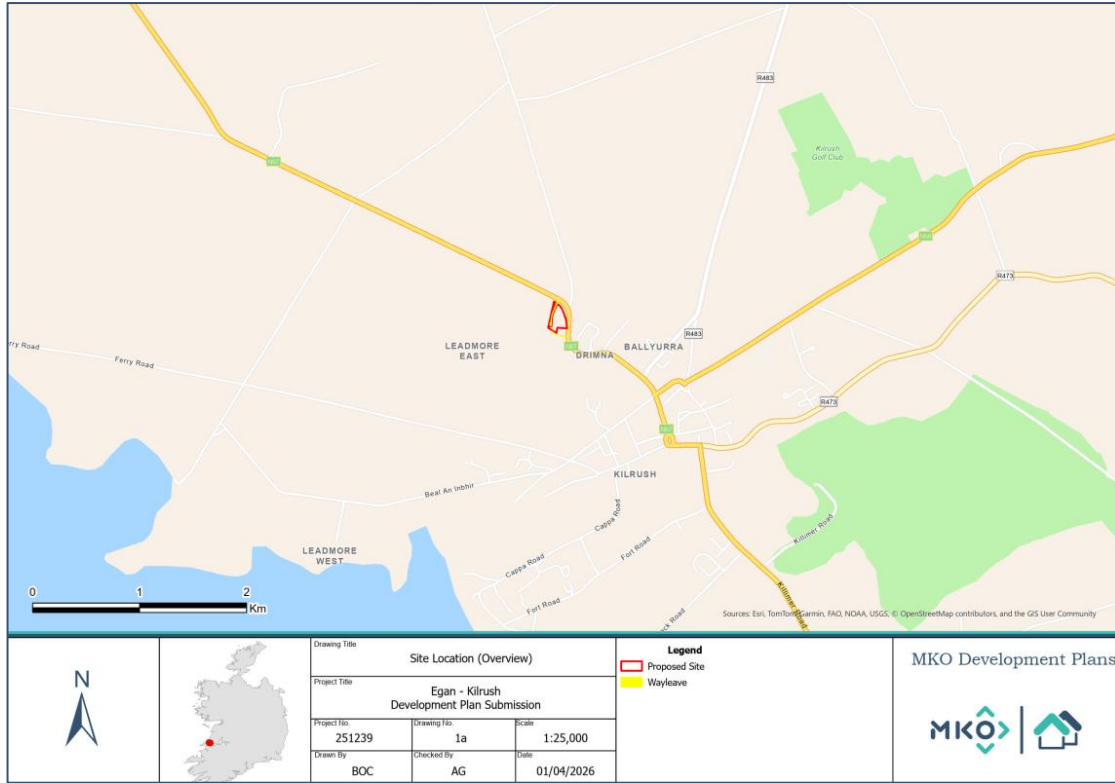 R483
N67
Kilrush
Golf Club
N68
R473
LEADMORE
EAST
N67
DRIMNA
BALLYURRA
R483
erry Road
Ferry Road
R473
N67
KILRUSH
Beal An Inbhir
Cappa Road
LEADMORE
WEST
Cappa Road
Fort Road
Killimer Road
Fort Road
ock Road
Killimer Road
0 1 2
Km
Sources: Esri, TomTom, Garmin, FAO, NOAA, USGS, © OpenStreetMap contributors, and the GIS User Community
N
Drawing Title
Site Location (Overview)
Project Title
Egan - Kilrush
Development Plan Submission
Project No. Drawing No. Scale
251239 1a 1:25,000
Drawn By Checked By Date
BOC AG 01/04/2026
Legend
Proposed Site
Wayleave
MKO Development Plans
MKO